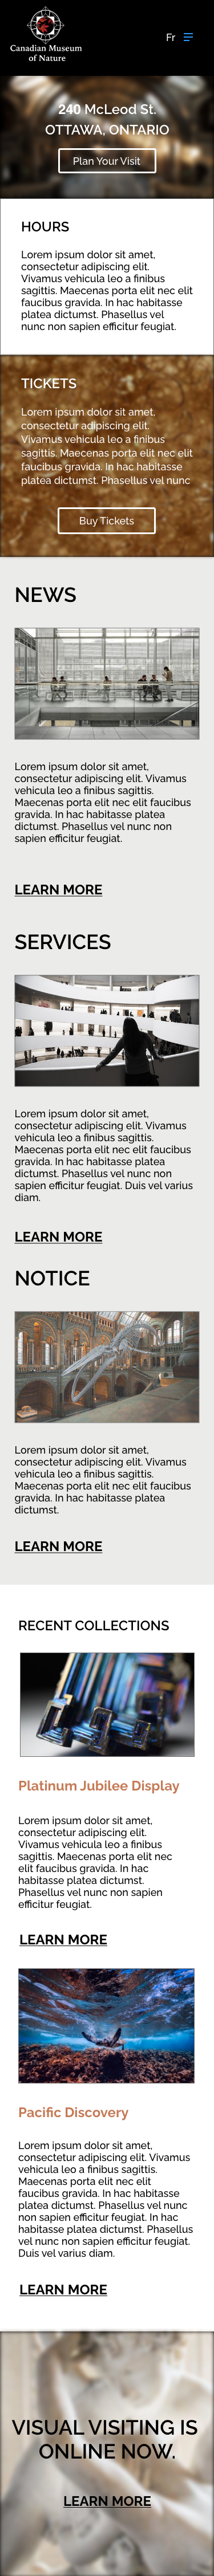 Canadian Museum
of Nature
Fr
240 McLeod St.
OTTAWA, ONTARIO
Plan Your Visit
HOURS
Lorem ipsum dolor sit amet,
consectetur adipiscing elit.
Vivamus vehicula leo a finibus
sagittis. Maecenas porta elit nec elit
faucibus gravida. In hac habitasse
platea dictumst. Phasellus vel
nunc non sapien efficitur feugiat.
TICKETS
Lorem ipsum dolor sit amet,
consectetur adipiscing elit.
Vivamus vehicula leo a finibus
sagittis. Maecenas porta elit nec elit
faucibus gravida. In hac habitasse
platea dictumst. Phasellus vel nunc
Buy Tickets
NEWS
Lorem ipsum dolor sit amet,
consectetur adipiscing elit. Vivamus
vehicula leo a finibus sagittis.
Maecenas porta elit nec elit faucibus
gravida. In hac habitasse platea
dictumst. Phasellus vel nunc non
sapien efficitur feugiat.
LEARN MORE
SERVICES
Lorem ipsum dolor sit amet,
consectetur adipiscing elit. Vivamus
vehicula leo a finibus sagittis.
Maecenas porta elit nec elit faucibus
gravida. In hac habitasse platea
dictumst. Phasellus vel nunc non
sapien efficitur feugiat. Duis vel varius
diam.
LEARN MORE
NOTICE
Lorem ipsum dolor sit amet,
consectetur adipiscing elit. Vivamus
vehicula leo a finibus sagittis.
Maecenas porta elit nec elit faucibus
gravida. In hac habitasse platea
dictumst.
LEARN MORE
RECENT COLLECTIONS
Platinum Jubilee Display
Lorem ipsum dolor sit amet,
consectetur adipiscing elit.
Vivamus vehicula leo a finibus
sagittis. Maecenas porta elit nec
elit faucibus gravida. In hac
habitasse platea dictumst.
Phasellus vel nunc non sapien
efficitur feugiat.
LEARN MORE
Pacific Discovery
Lorem ipsum dolor sit amet,
consectetur adipiscing elit. Vivamus
vehicula leo a finibus sagittis.
Maecenas porta elit nec elit
faucibus gravida. In hac habitasse
platea dictumst. Phasellus vel nunc
non sapien efficitur feugiat. In hac
habitasse platea dictumst. Phasellus
vel nunc non sapien efficitur feugiat.
Duis vel varius diam.
LEARN MORE
VISUAL VISITING IS
ONLINE NOW.
LEARN MORE